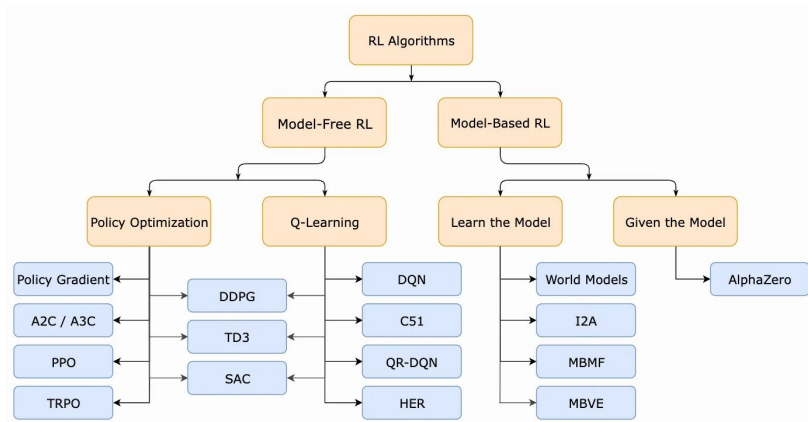 RL Algorithms
Model-Free RL
Model-Based RL
Policy Optimization
Q-Learning
Learn the Model
Given the Model
Policy Gradient
A2C / A3C
PPO
TRPO
DDPG
TD3
SAC
DQN
C51
QR-DQN
HER
World Models
I2A
MBMF
MBVE
AlphaZero